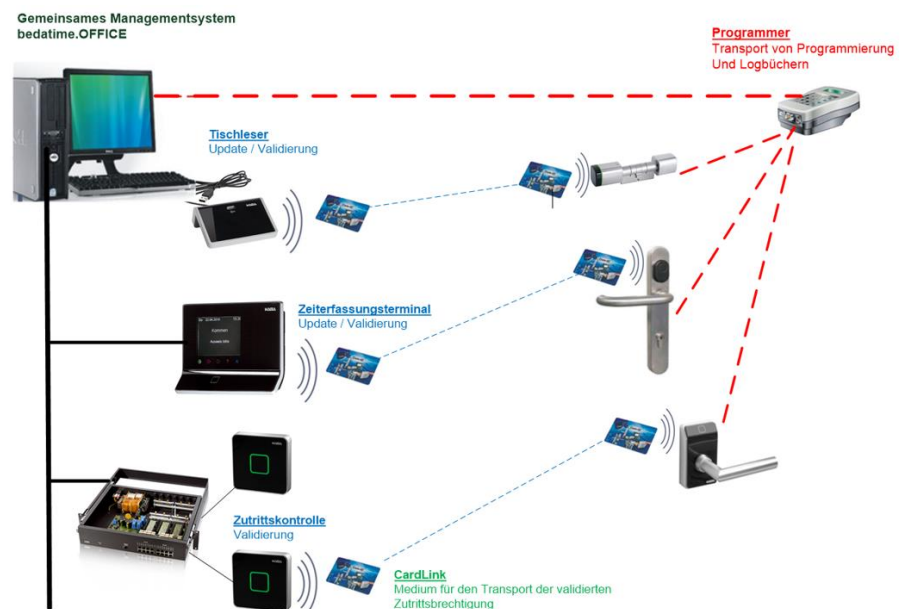 Gemeinsames Managementsystem
bedatime.OFFICE
Programmer
Transport von Programmierung
Und Logbüchern
Tischleser
Update / Validierung
Zeiterfassungsterminal
Update / Validierung
Zutrittskontrolle
Validierung
CardLink
Medium für den Transport der validierten
Zutrittsbrechtigung